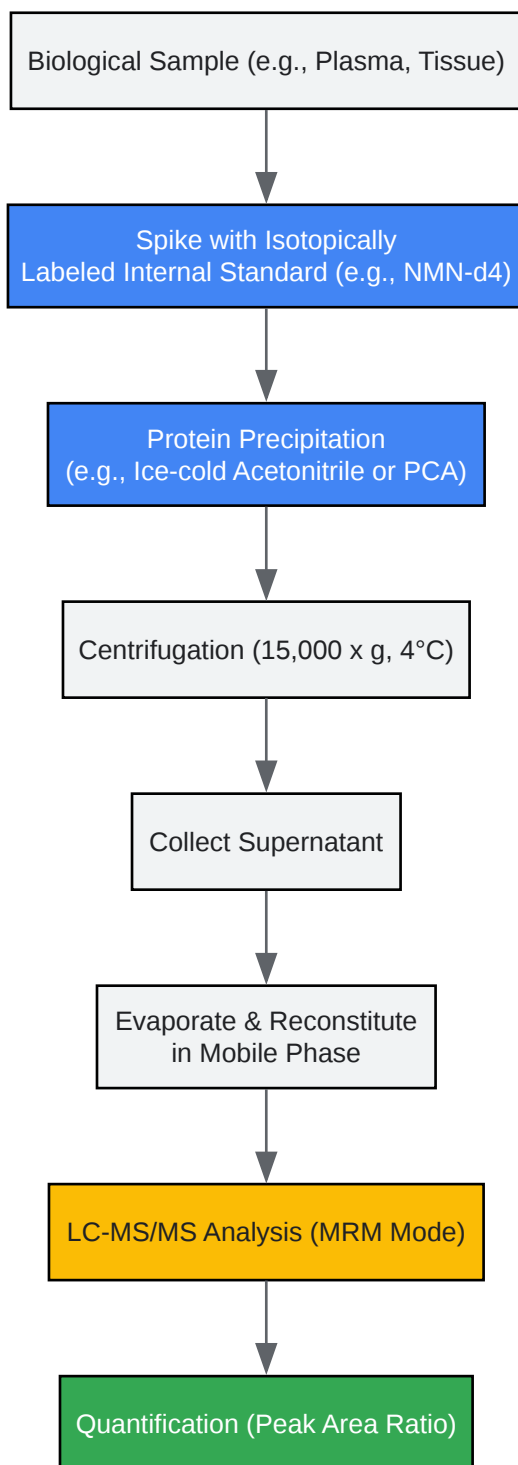 Biological Sample (e.g., Plasma, Tissue)
Spike with Isotopically
Labeled Internal Standard (e.g., NMN-d4)
Protein Precipitation
(e.g., Ice-cold Acetonitrile or PCA)
Centrifugation (15,000 x g, 4°C)
Collect Supernatant
Evaporate & Reconstitute
in Mobile Phase
LC-MS/MS Analysis (MRM Mode)
Quantification (Peak Area Ratio)